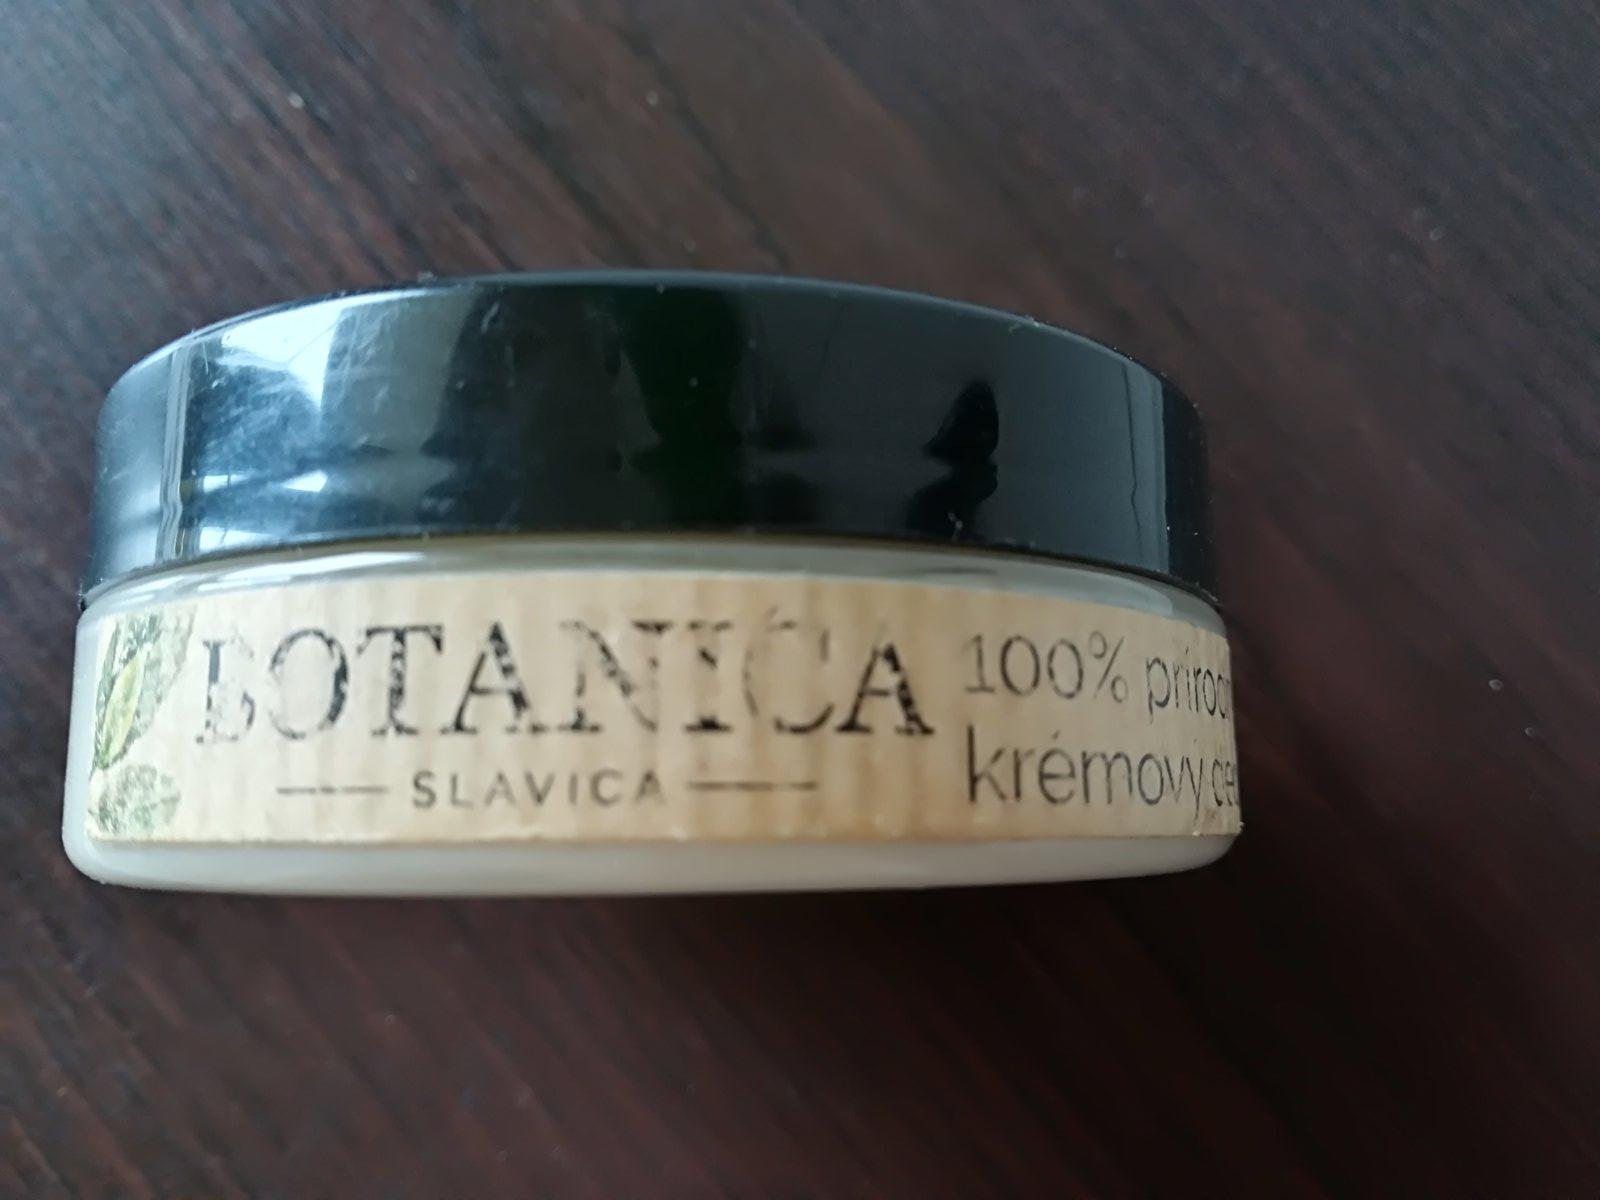 BOTANICA
SLAVICA
100%
krémový